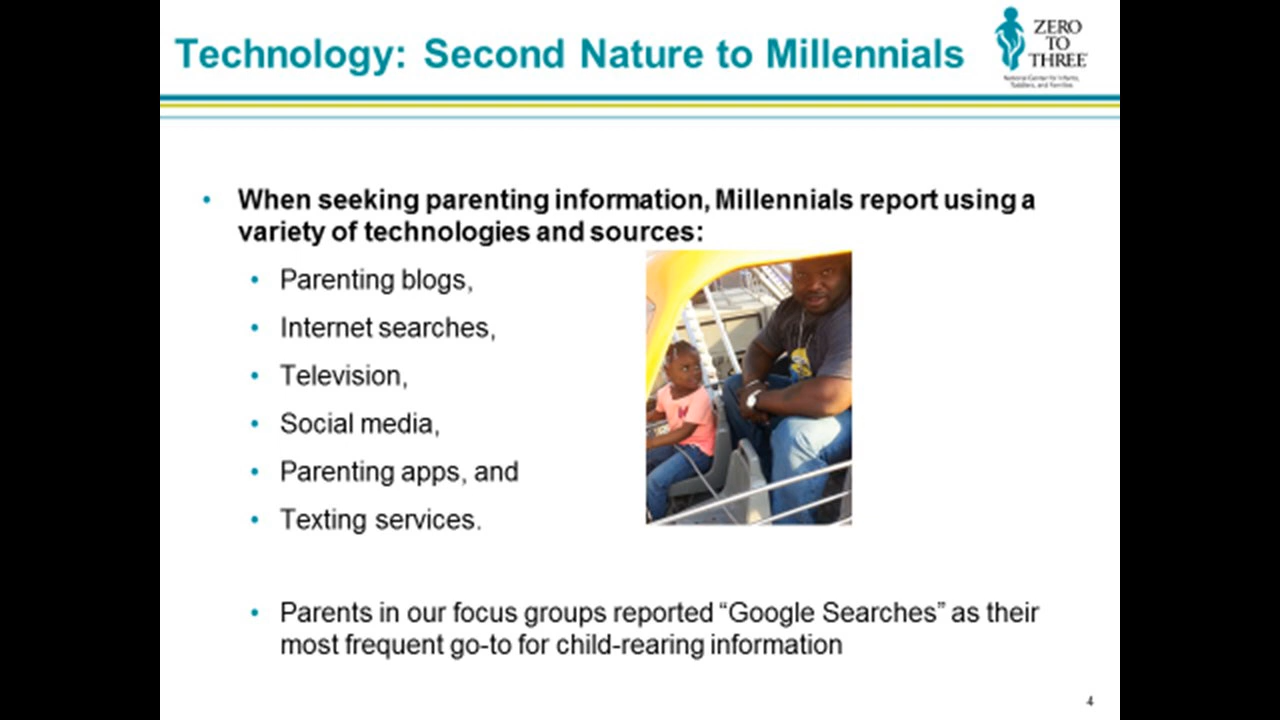 Technology: Second Nature to Millennials
ZERO
TO
THREE
National Center for Infants,
Toddlers, and Families
• When seeking parenting information, Millennials report using a
variety of technologies and sources:
• Parenting blogs,
• Internet searches,
• Television,
• Social media,
• Parenting apps, and
• Texting services.
• Parents in our focus groups reported “Google Searches” as their
most frequent go-to for child-rearing information
4